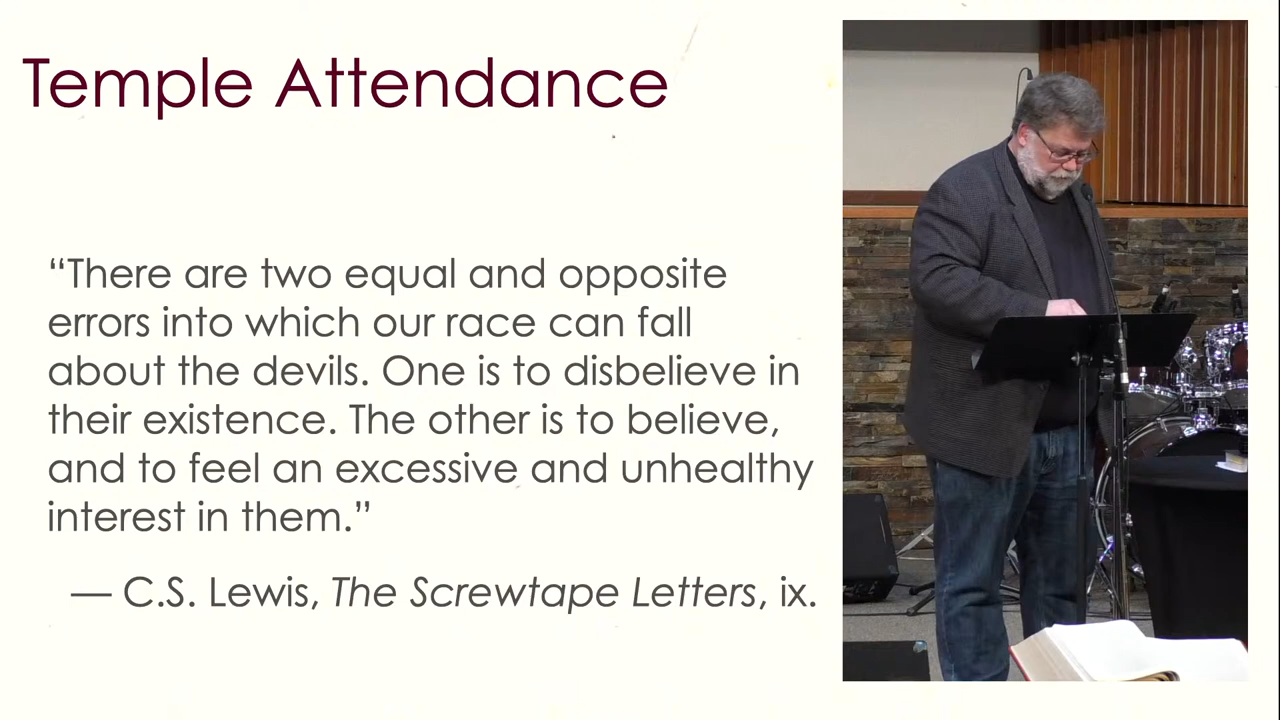 Temple Attendance
“There are two equal and opposite
errors into which our race can fall
about the devils. One is to disbelieve in
their existence. The other is to believe,
and to feel an excessive and unhealthy
interest in them.”
— C.S. Lewis, The Screwtape Letters, ix.